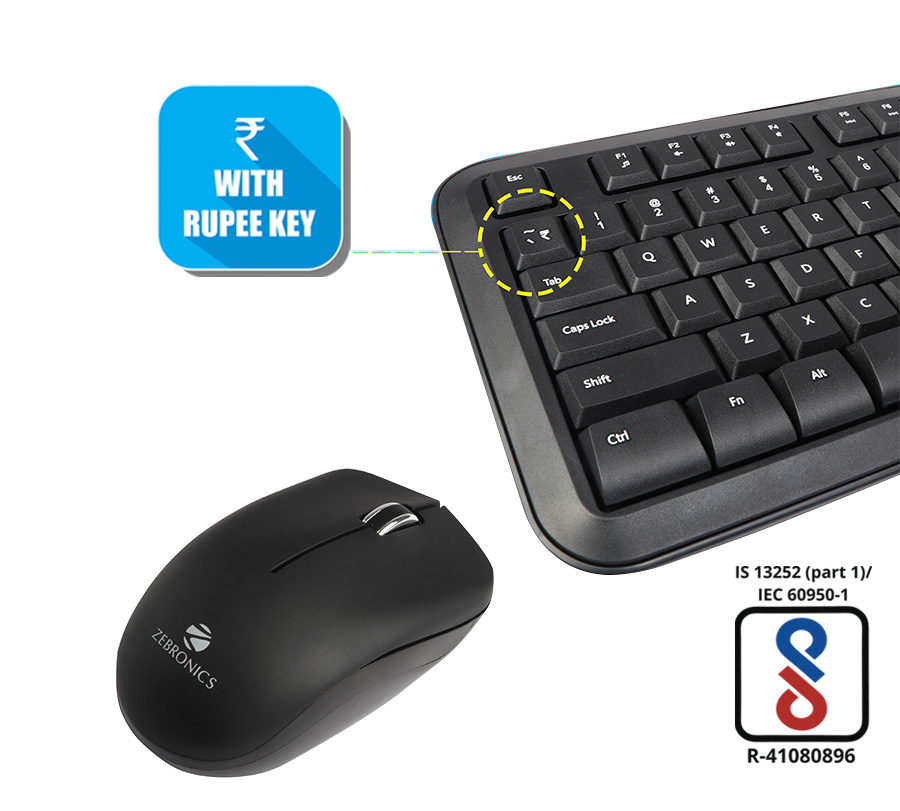 ₹
WITH
RUPEE KEY
Esc
F1
F2
F3
F4
F5
F6
~ ` ₹
! 1
@ 2
# 3
$ 4
% 5
^ 6
Tab
Q
W
E
R
T
Caps Lock
A
S
D
F
Shift
Z
X
C
Ctrl
Fn
Alt
ZEBRONICS
IS 13252 (part 1)/
IEC 60950-1
R-41080896